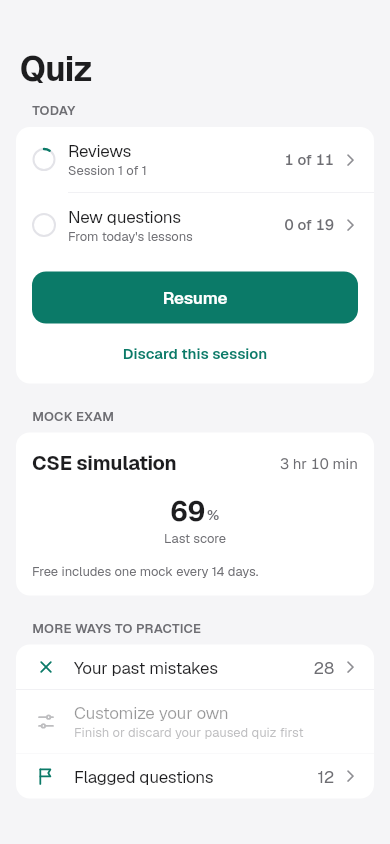 Quiz
TODAY
Reviews
1 of 11
Session 1 of 1
New questions
0 of 19
From today's lessons
Resume
Discard this session
MOCK EXAM
CSE simulation
3 hr 10 min
69%
Last score
Free includes one mock every 14 days.
MORE WAYS TO PRACTICE
Your past mistakes
28
Customize your own
Finish or discard your paused quiz first
Flagged questions
12